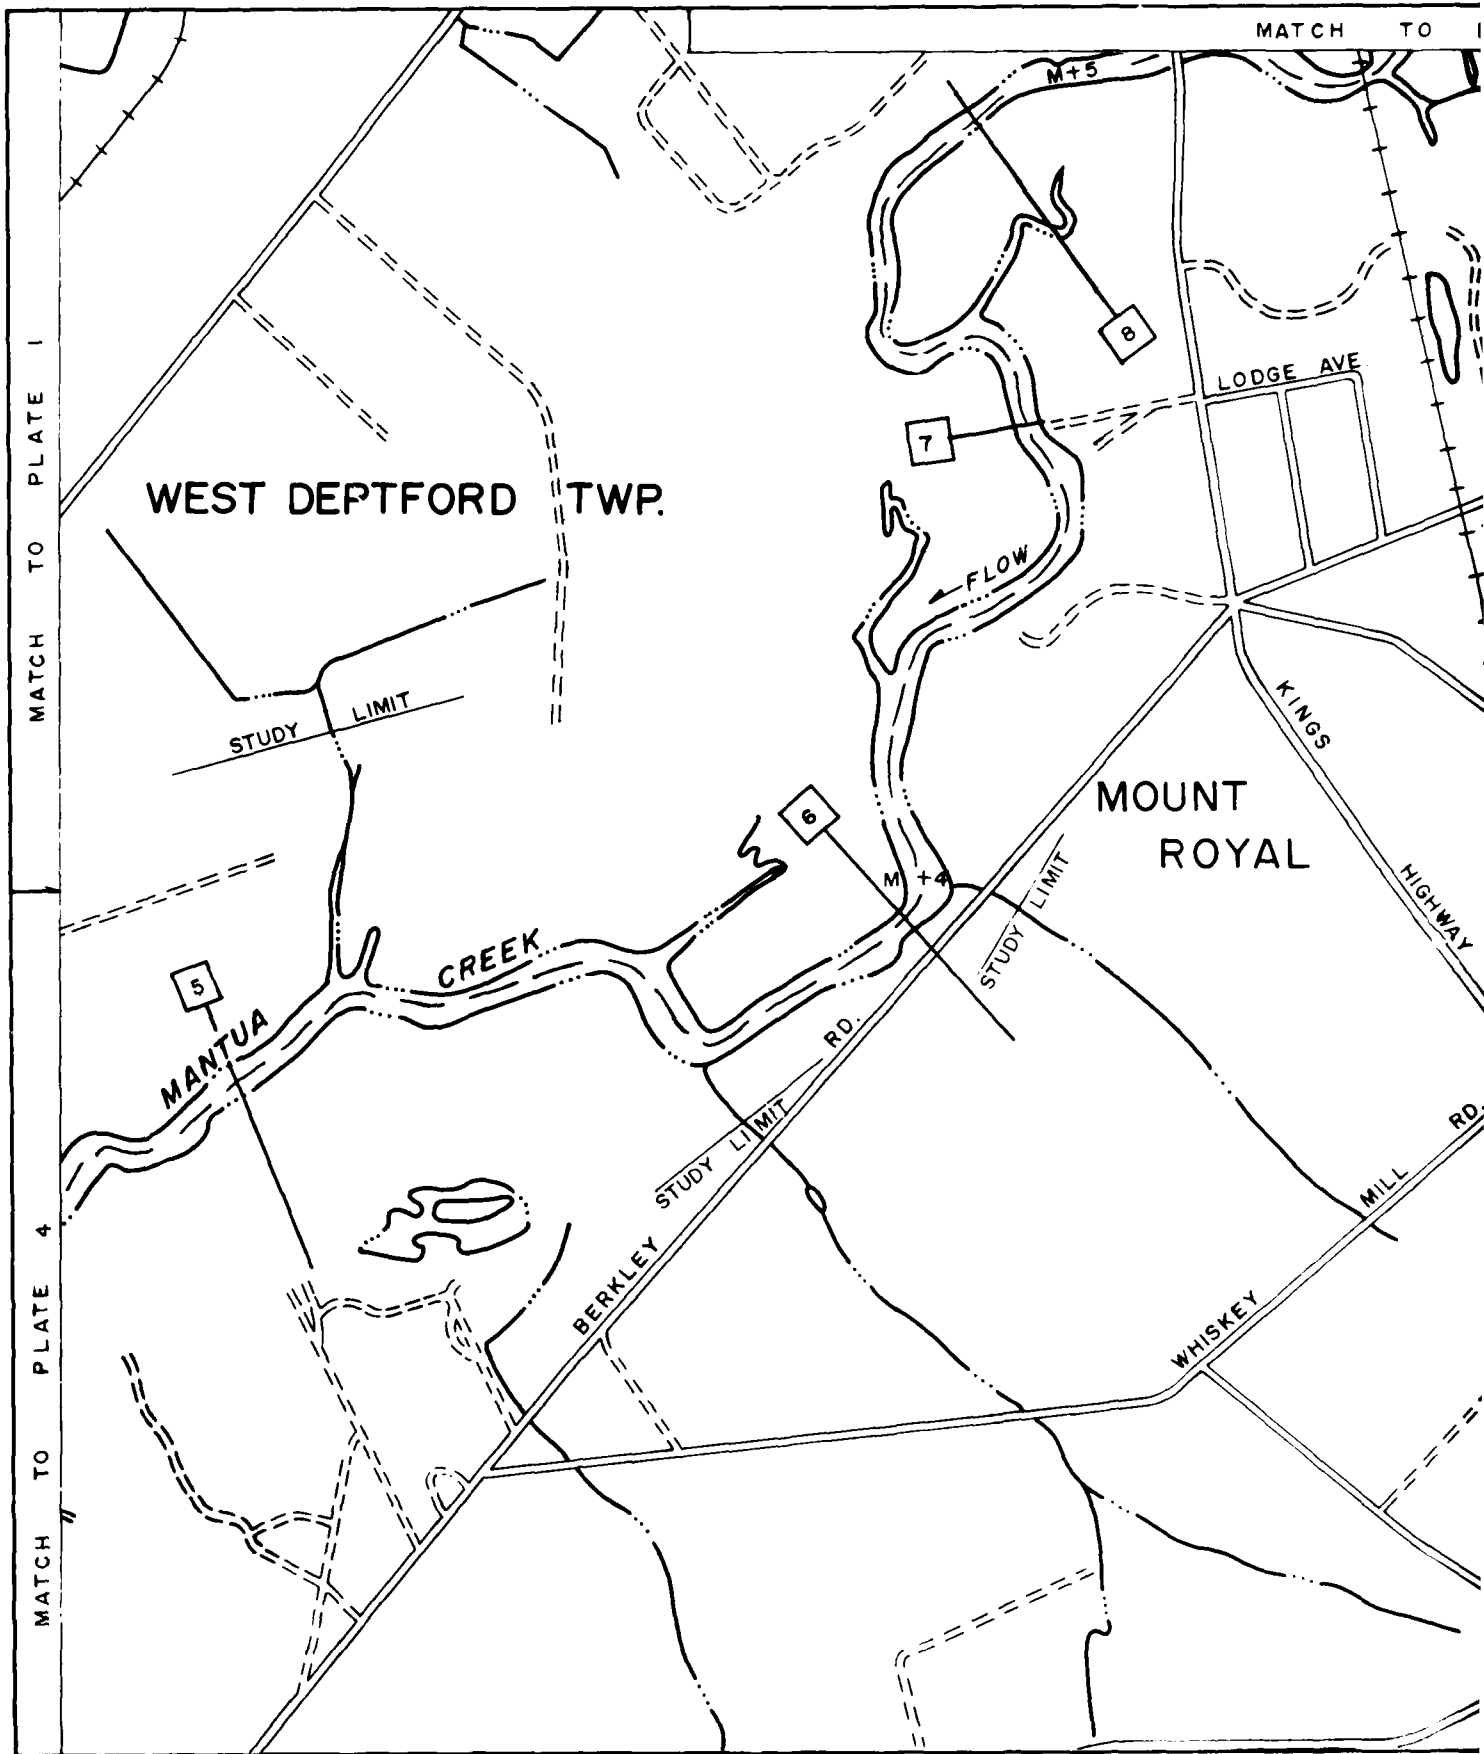 MATCH TO
M+5
8
LODGE AVE
7
MATCH TO PLATE 1
WEST DEPTFORD TWP.
FLOW
KINGS HIGHWAY
STUDY LIMIT
MOUNT
ROYAL
6
M +4
STUDY LIMIT
MANTUA CREEK
5
STUDY LIMIT
BERKLEY RD.
WHISKEY MILL RD.
MATCH TO PLATE 4